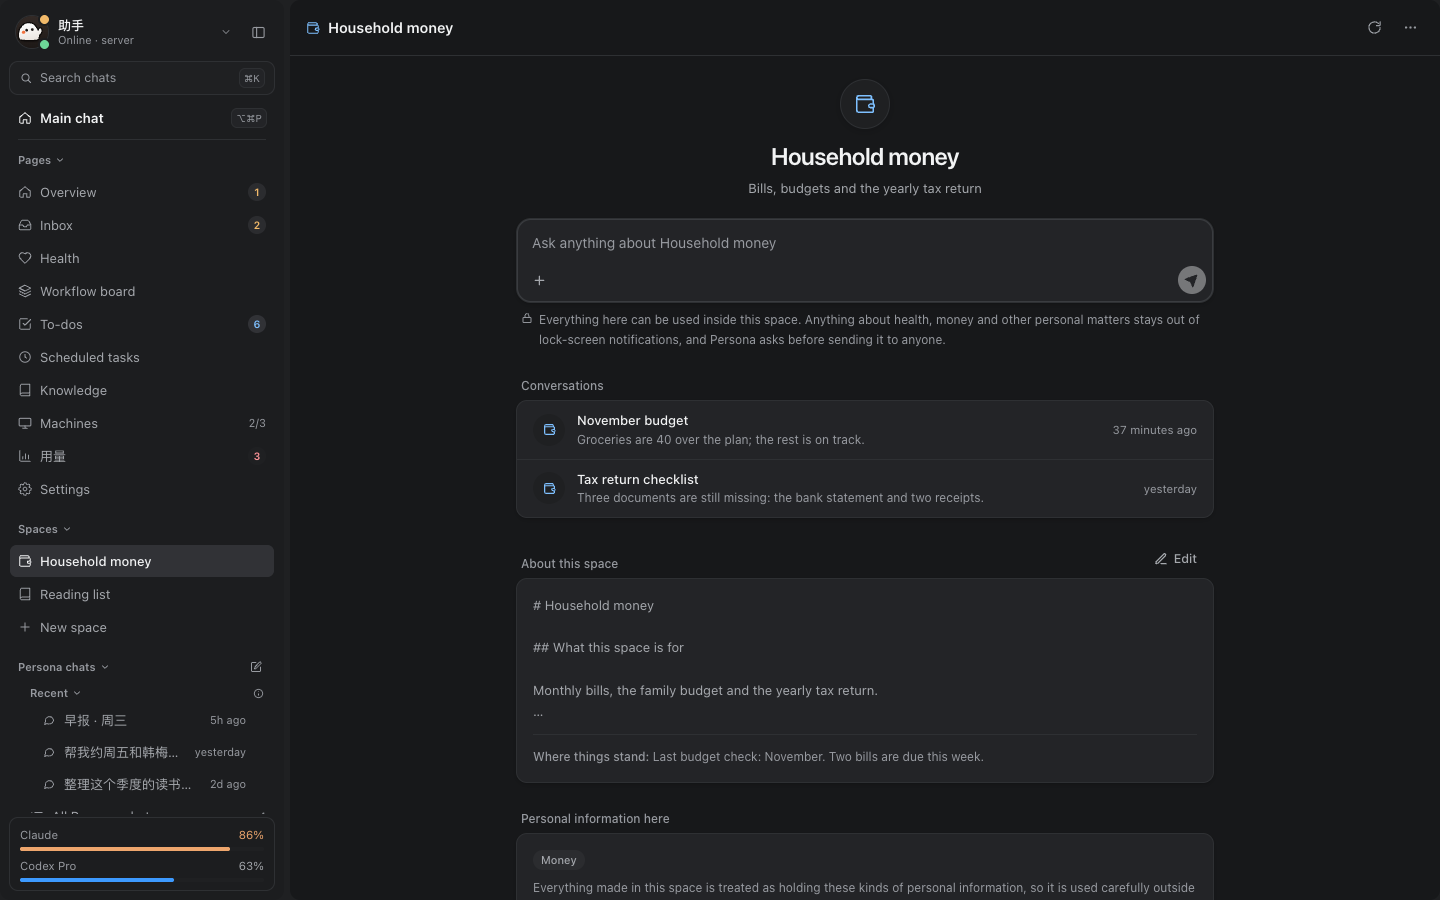 助手
Online · server
Search chats
⌘K
Main chat
⌥⌘P
Pages
Overview
1
Inbox
2
Health
Workflow board
To-dos
6
Scheduled tasks
Knowledge
Machines
2/3
用量
3
Settings
Spaces
Household money
Reading list
New space
Persona chats
Recent
早报 · 周三
5h ago
帮我约周五和韩梅...
yesterday
整理这个季度的读书...
2d ago
Claude
86%
Codex Pro
63%
Household money
Household money
Bills, budgets and the yearly tax return
Ask anything about Household money
Everything here can be used inside this space. Anything about health, money and other personal matters stays out of
lock-screen notifications, and Persona asks before sending it to anyone.
Conversations
November budget
Groceries are 40 over the plan; the rest is on track.
37 minutes ago
Tax return checklist
Three documents are still missing: the bank statement and two receipts.
yesterday
About this space
Edit
# Household money
## What this space is for
Monthly bills, the family budget and the yearly tax return.
...
Where things stand: Last budget check: November. Two bills are due this week.
Personal information here
Money
Everything made in this space is treated as holding these kinds of personal information, so it is used carefully outside